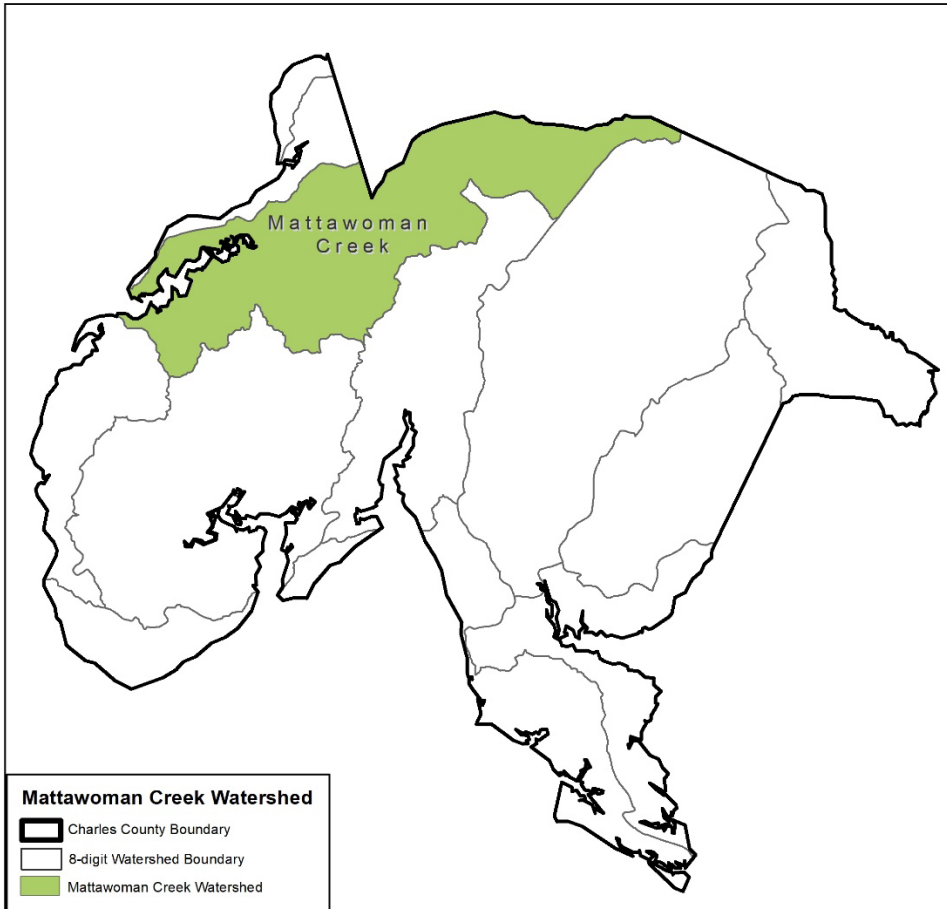 Mattawoman
Creek
Mattawoman Creek Watershed
Charles County Boundary
8-digit Watershed Boundary
Mattawoman Creek Watershed